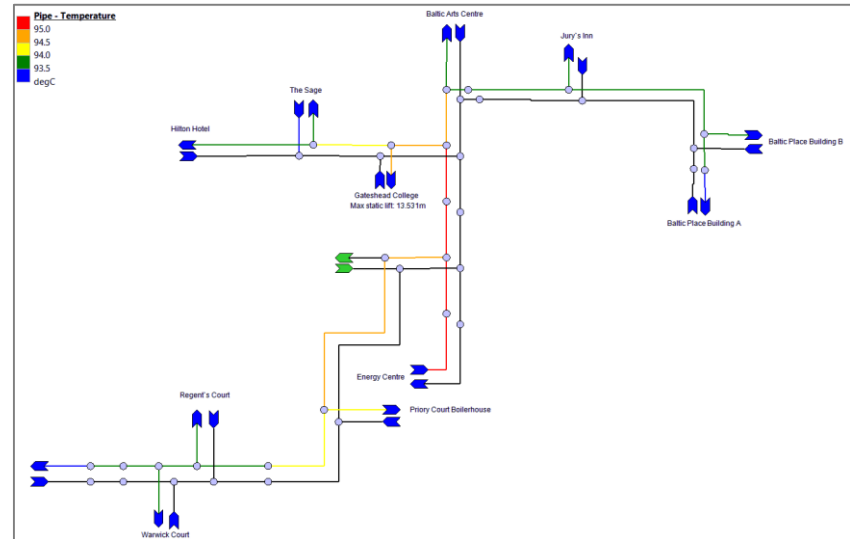 Pipe - Temperature
95.0
94.5
94.0
93.5
degC
Baltic Arts Centre
Jury's Inn
The Sage
Hilton Hotel
Baltic Place Building B
Gateshead College
Max static lift: 13.531m
Baltic Place Building A
Energy Centre
Regent's Court
Priory Court Boilerhouse
Warwick Court